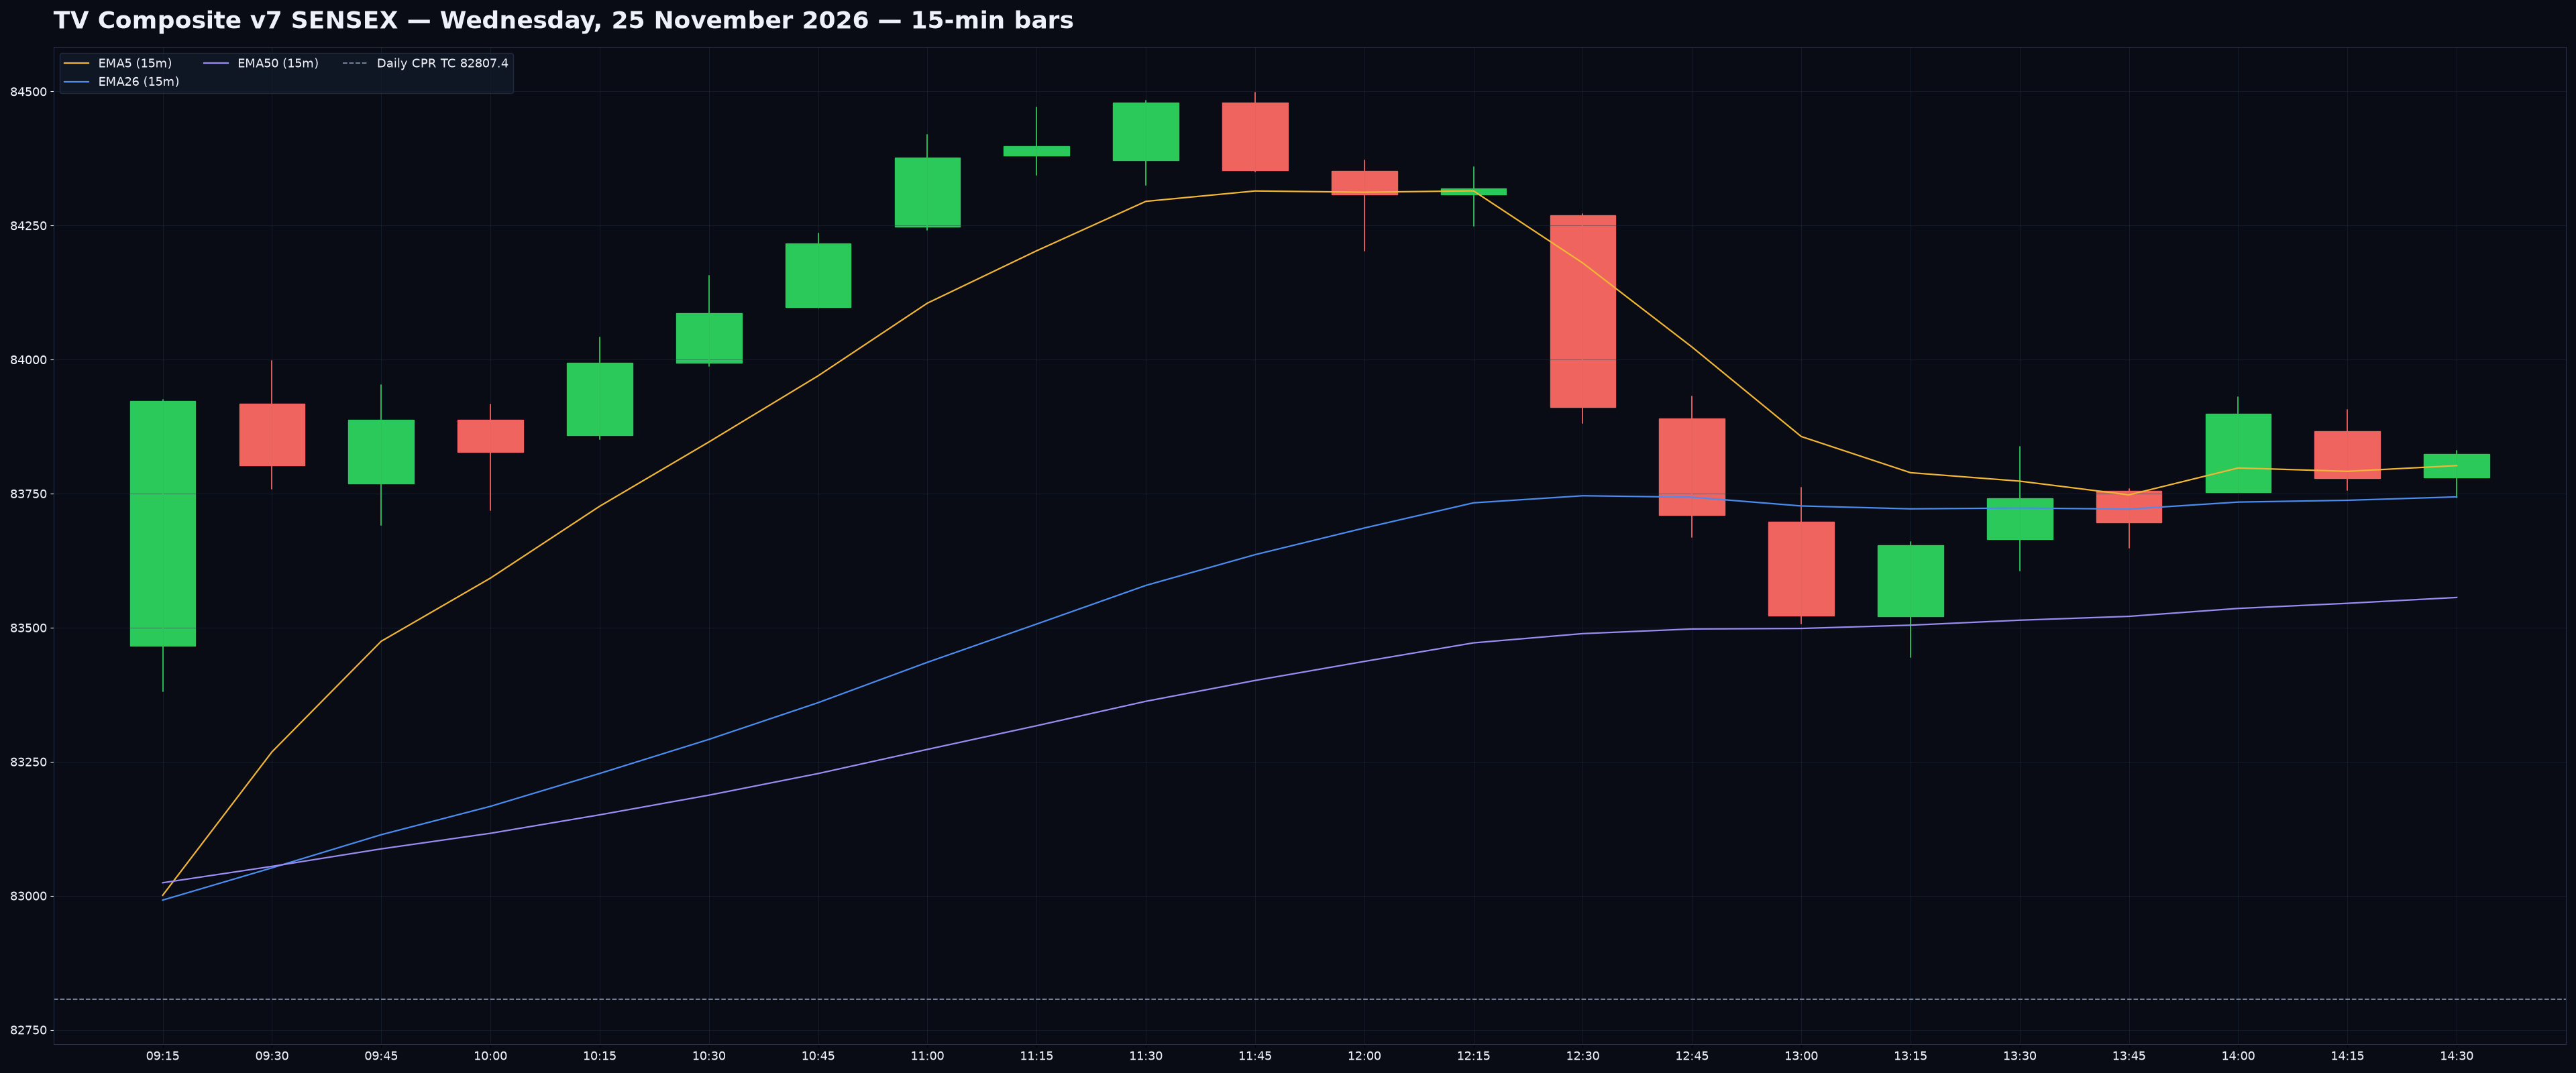 TV Composite v7 SENSEX — Wednesday, 25 November 2026 — 15-min bars
EMA5 (15m) EMA50 (15m) Daily CPR TC 82807.4
EMA26 (15m)
84500
84250
84000
83750
83500
83250
83000
82750
09:15 09:30 09:45 10:00 10:15 10:30 10:45 11:00 11:15 11:30 11:45 12:00 12:15 12:30 12:45 13:00 13:15 13:30 13:45 14:00 14:15 14:30